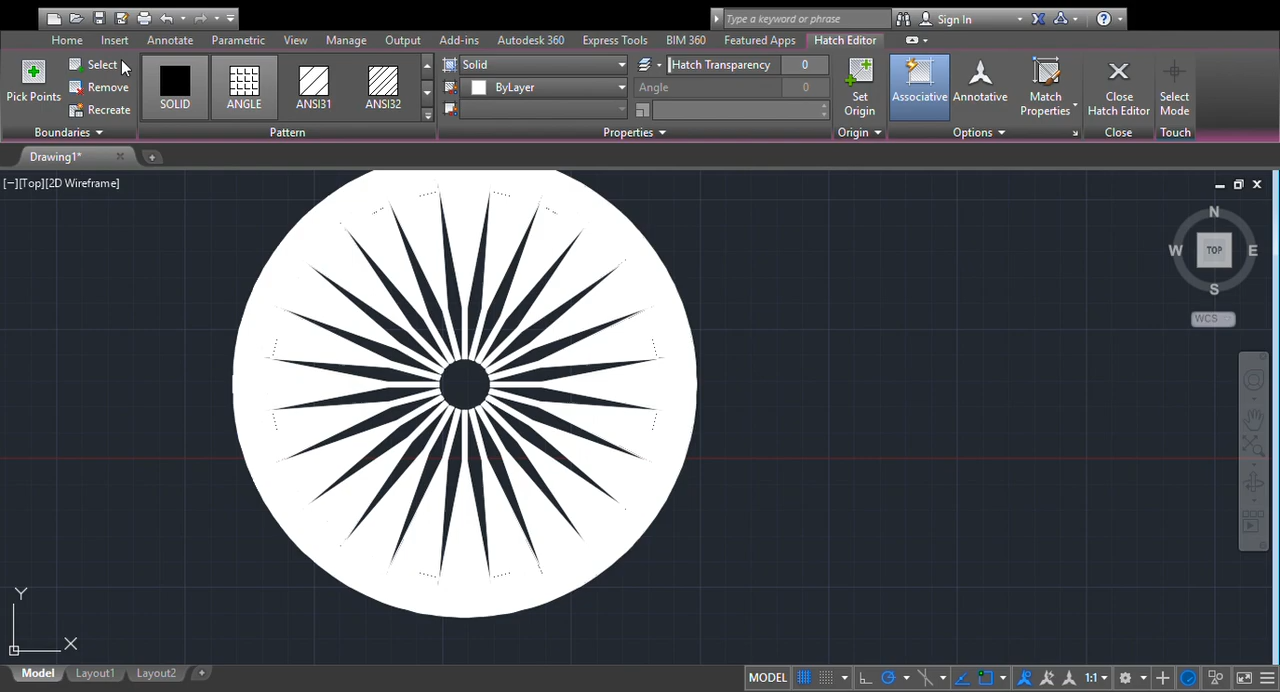 Type a keyword or phrase
Sign In
Home Insert Annotate Parametric View Manage Output Add-ins Autodesk 360 Express Tools BIM 360 Featured Apps Hatch Editor
Pick Points
Select
Remove
Recreate
Boundaries
SOLID ANGLE ANSI31 ANSI32
Pattern
Solid
ByLayer
Hatch Transparency 0
Angle 0
Properties
Set
Origin
Origin
Associative
Annotative
Match
Properties
Options
Close
Hatch Editor
Close
Select
Mode
Touch
Drawing1*
[−][Top][2D Wireframe]
N
W TOP E
S
WCS
Y
X
Model Layout1 Layout2
MODEL 1:1